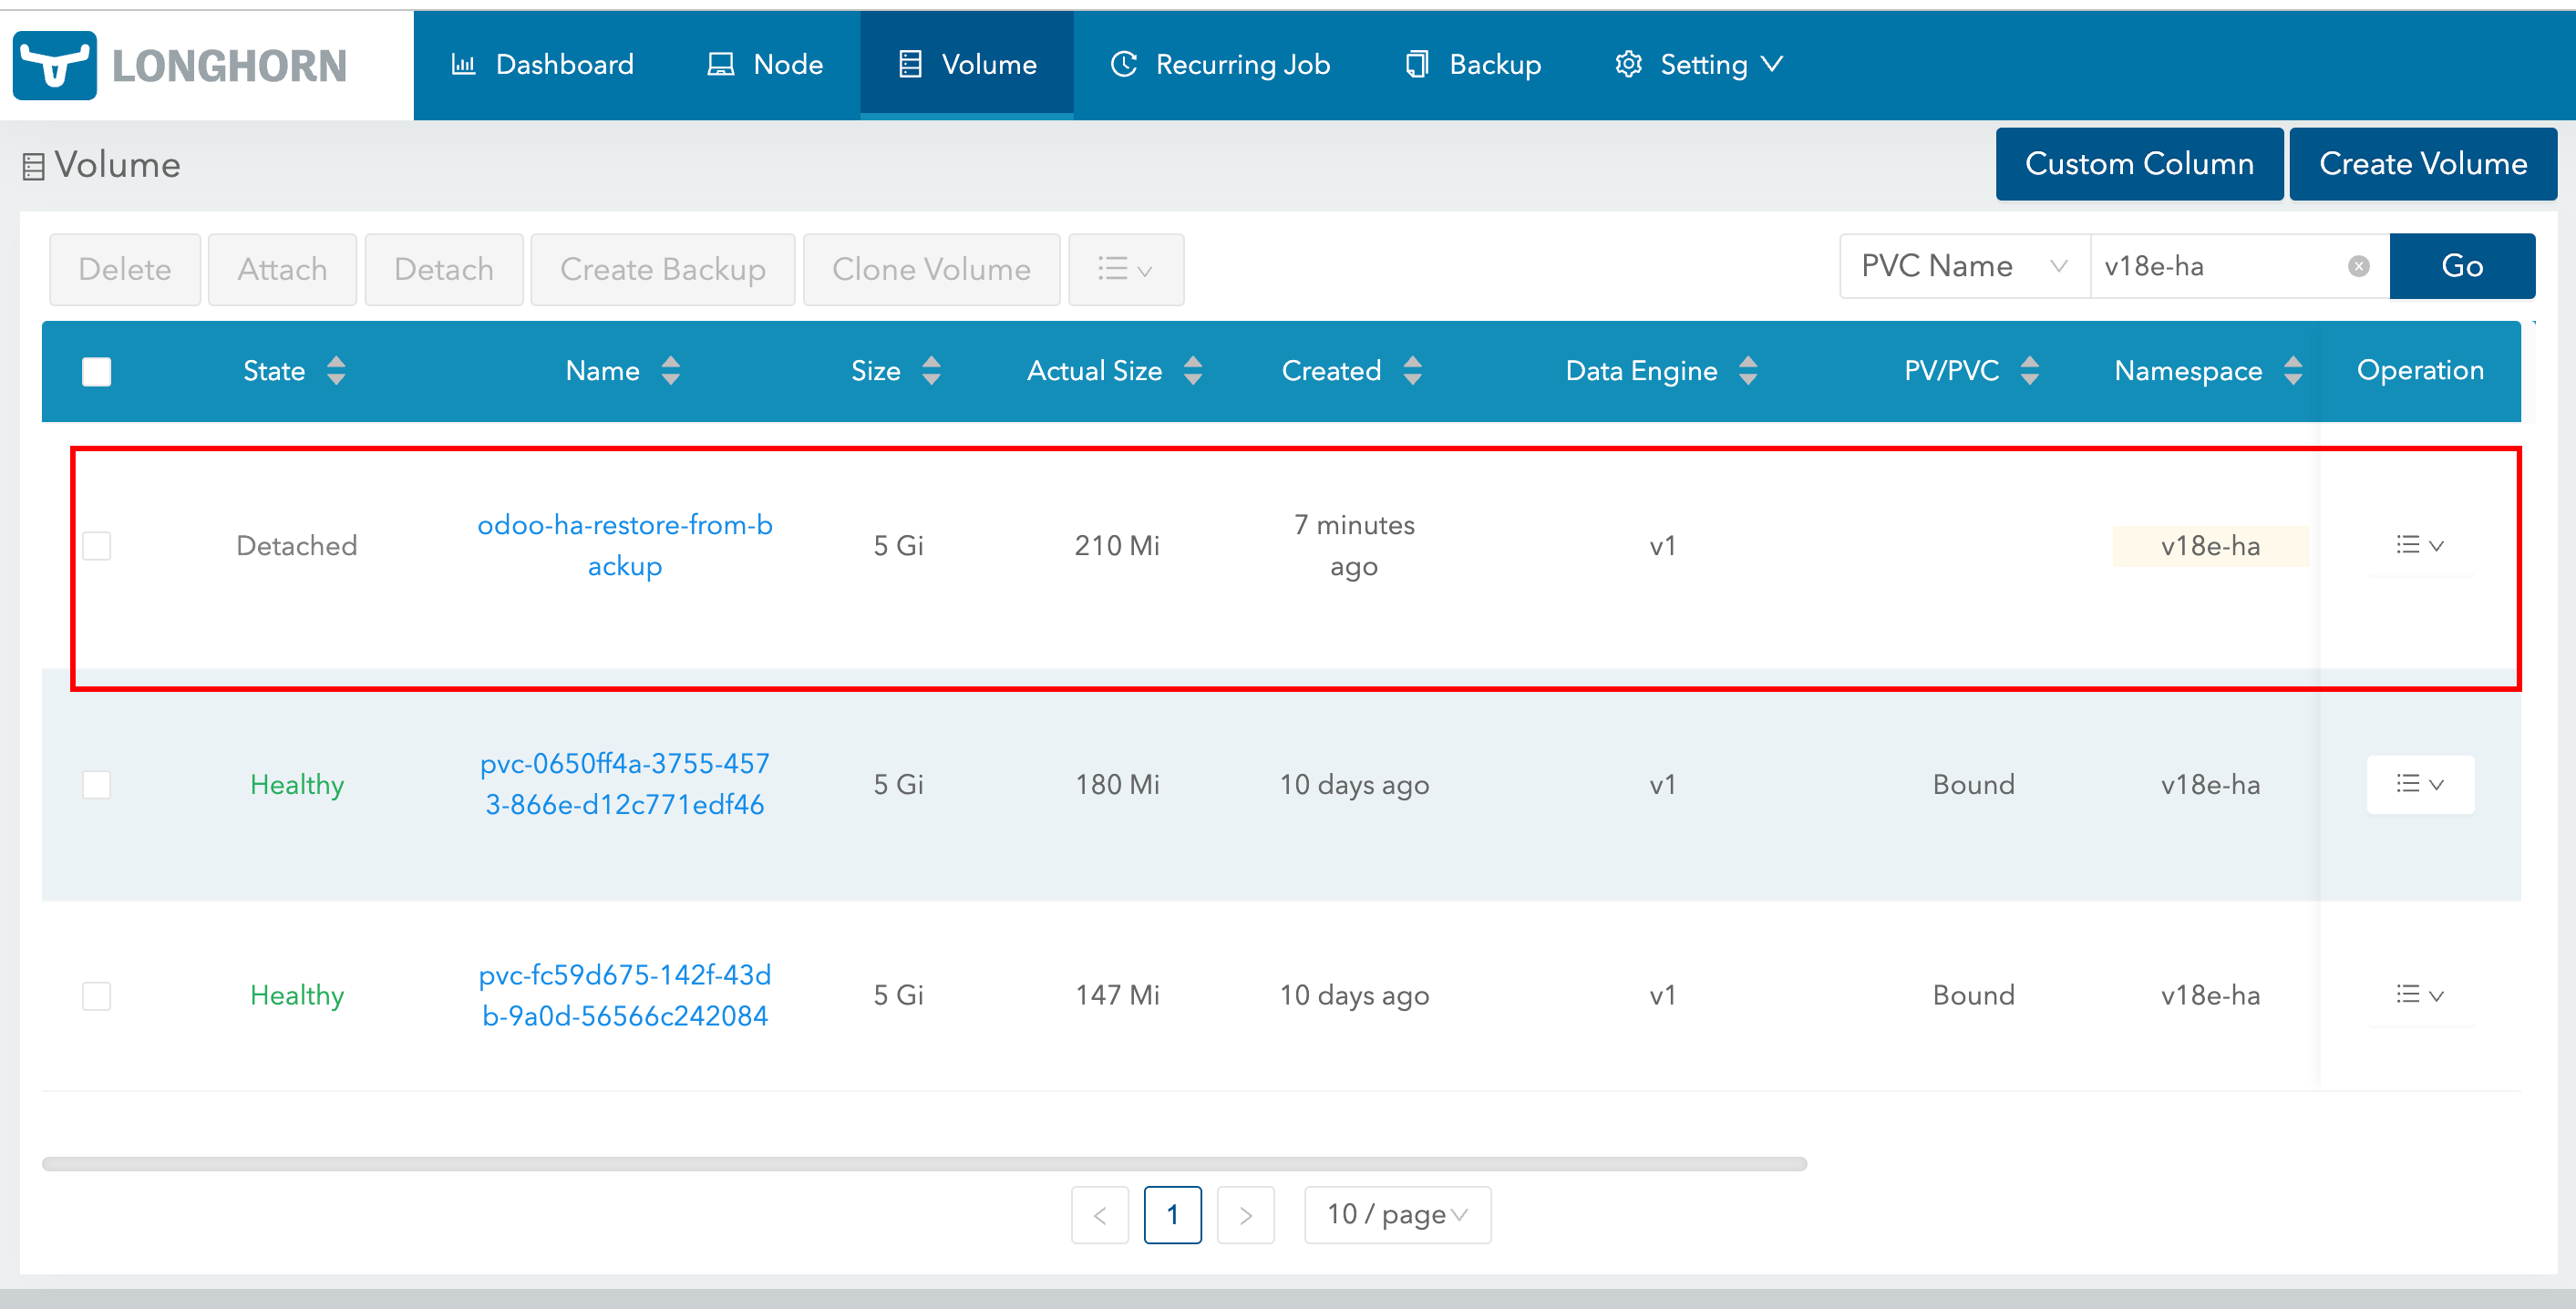 LONGHORN
Dashboard
Node
Volume
Recurring Job
Backup
Setting
Volume
Custom Column
Create Volume
Delete
Attach
Detach
Create Backup
Clone Volume
PVC Name
v18e-ha
Go
State
Name
Size
Actual Size
Created
Data Engine
PV/PVC
Namespace
Operation
Detached
odoo-ha-restore-from-b
ackup
5 Gi
210 Mi
7 minutes
ago
v1
v18e-ha
Healthy
pvc-0650ff4a-3755-457
3-866e-d12c771edf46
5 Gi
180 Mi
10 days ago
v1
Bound
v18e-ha
Healthy
pvc-fc59d675-142f-43d
b-9a0d-56566c242084
5 Gi
147 Mi
10 days ago
v1
Bound
v18e-ha
1
10 / page